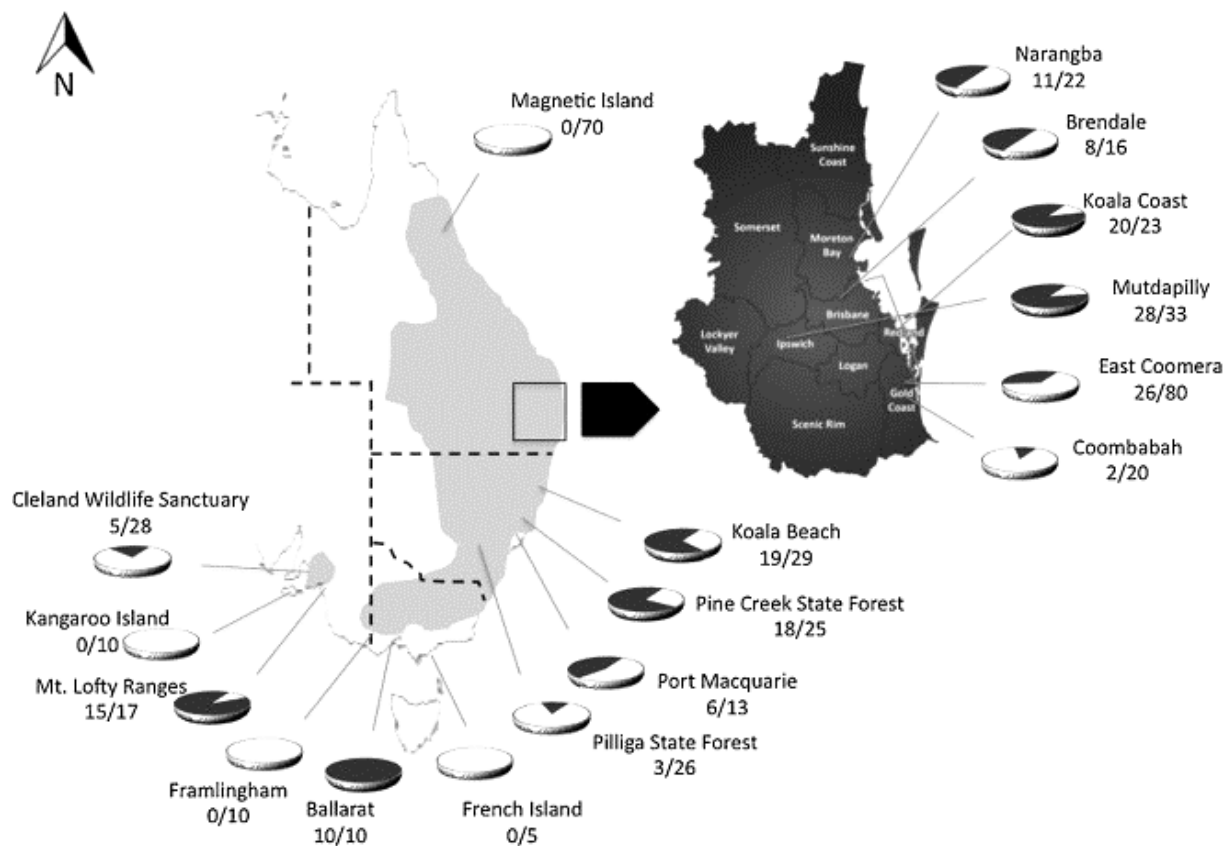 N
Magnetic Island
0/70
Narangba
11/22
Brendale
8/16
Koala Coast
20/23
Mutdapilly
28/33
East Coomera
26/80
Coombabah
2/20
Sunshine
Coast
Somerset
Moreton
Bay
Brisbane
Lockyer
Valley
Ipswich
Redland
Logan
Gold
Coast
Scenic Rim
Cleland Wildlife Sanctuary
5/28
Kangaroo Island
0/10
Mt. Lofty Ranges
15/17
Framlingham
0/10
Ballarat
10/10
French Island
0/5
Koala Beach
19/29
Pine Creek State Forest
18/25
Port Macquarie
6/13
Pilliga State Forest
3/26